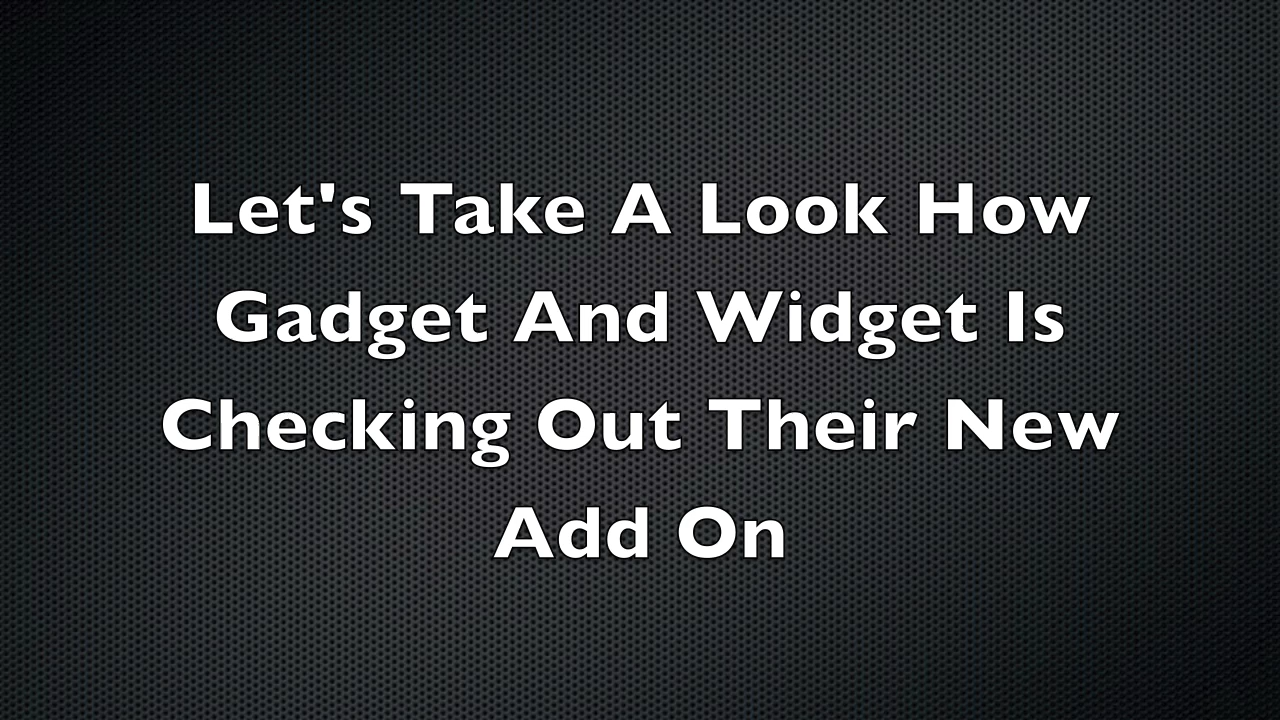 Let's Take A Look How
Gadget And Widget Is
Checking Out Their New
Add On